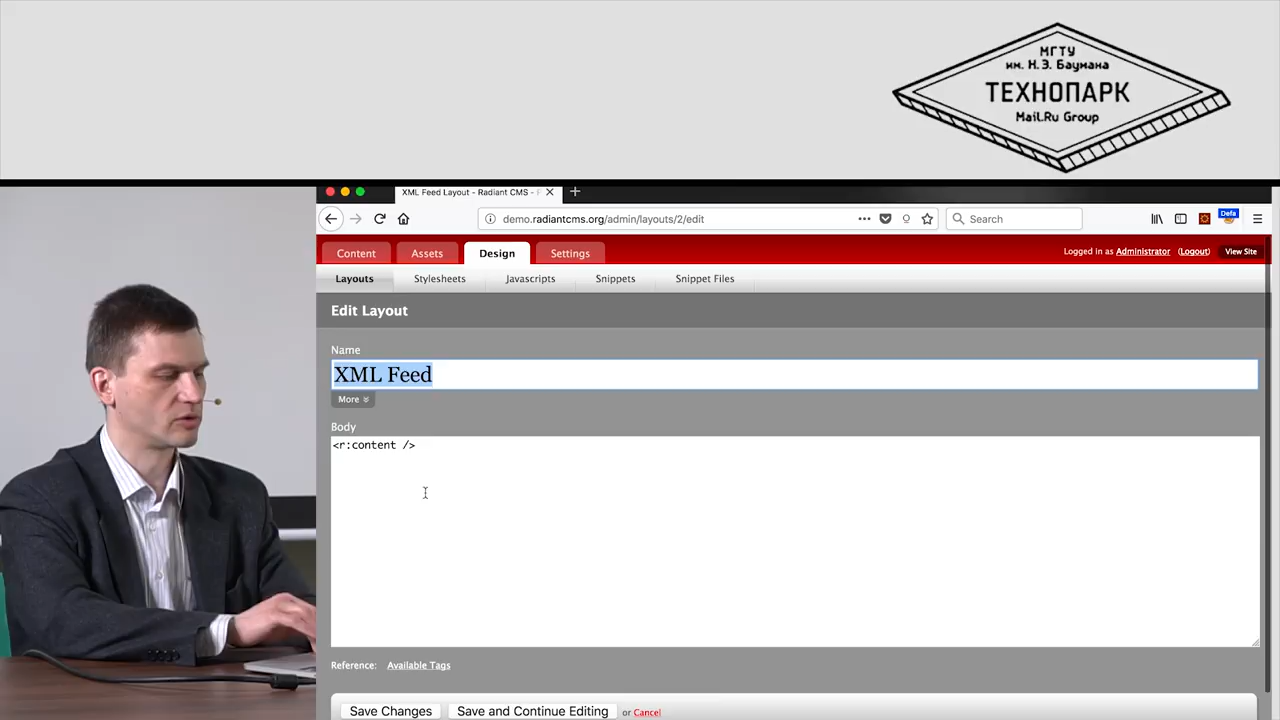 МГТУ
им. Н.Э. Баумана
ТЕХНОПАРК
Mail.Ru Group
XML Feed Layout - Radiant CMS - P
demo.radiantcms.org/admin/layouts/2/edit
Search
Defa
Content
Assets
Design
Settings
Logged in as Administrator (Logout)
View Site
Layouts
Stylesheets
Javascripts
Snippets
Snippet Files
Edit Layout
Name
XML Feed
More
Body
<r:content />
Reference: Available Tags
Save Changes
Save and Continue Editing
or Cancel